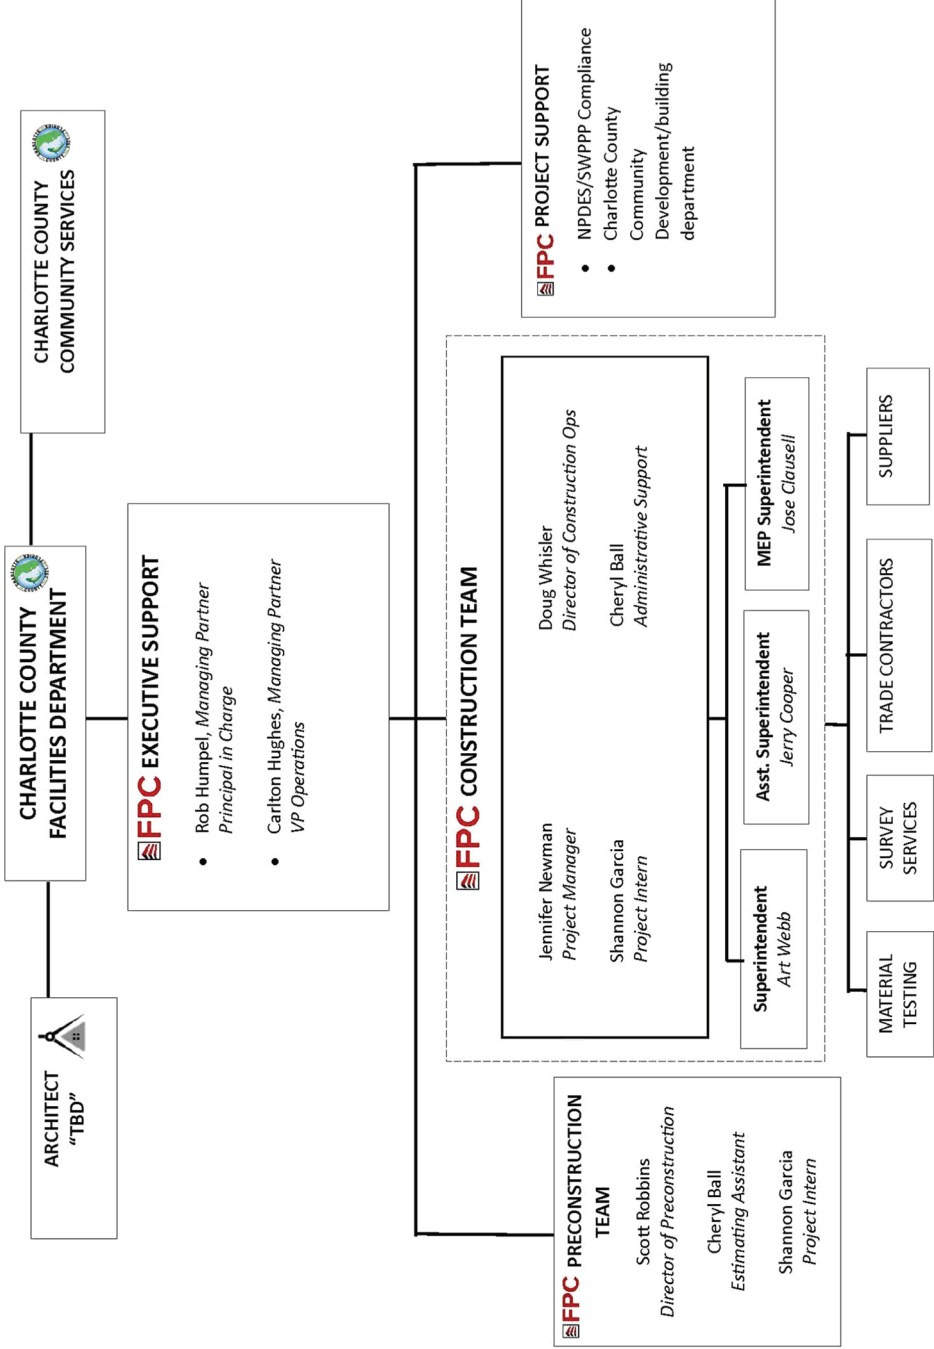 ARCHITECT
“TBD”
CHARLOTTE COUNTY
FACILITIES DEPARTMENT
CHARLOTTE COUNTY
COMMUNITY SERVICES
FPC EXECUTIVE SUPPORT
• Rob Humpel, Managing Partner
Principal in Charge
• Carlton Hughes, Managing Partner
VP Operations
FPC PRECONSTRUCTION
TEAM
Scott Robbins
Director of Preconstruction
Cheryl Ball
Estimating Assistant
Shannon Garcia
Project Intern
FPC CONSTRUCTION TEAM
Jennifer Newman
Project Manager
Shannon Garcia
Project Intern
Doug Whisler
Director of Construction Ops
Cheryl Ball
Administrative Support
Superintendent
Art Webb
Asst. Superintendent
Jerry Cooper
MEP Superintendent
Jose Clausell
FPC PROJECT SUPPORT
• NPDES/SWPPP Compliance
• Charlotte County
Community
Development/building
department
MATERIAL
TESTING
SURVEY
SERVICES
TRADE CONTRACTORS
SUPPLIERS